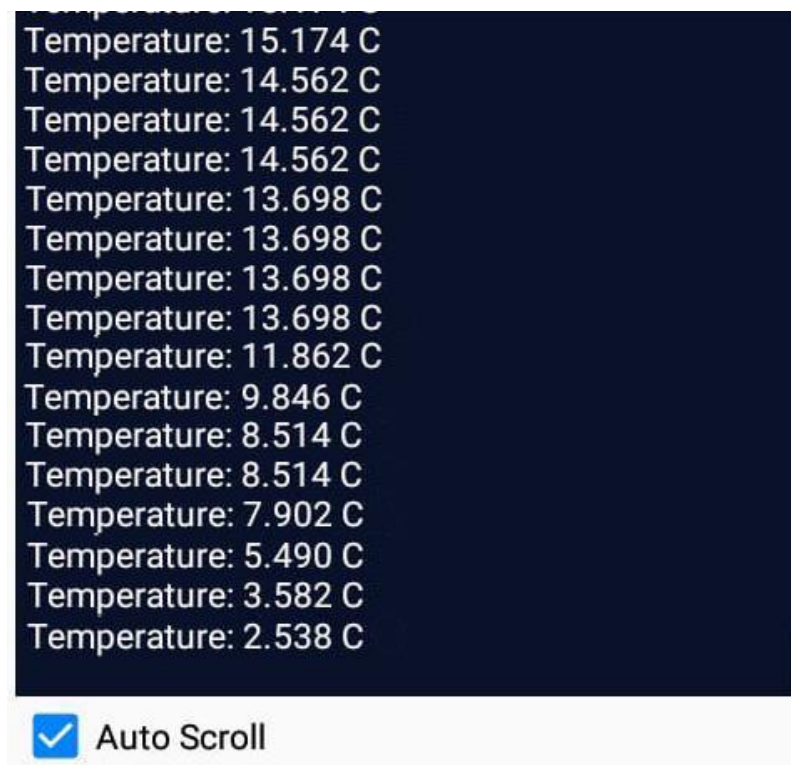 Temperature: 15.174 C
Temperature: 14.562 C
Temperature: 14.562 C
Temperature: 14.562 C
Temperature: 13.698 C
Temperature: 13.698 C
Temperature: 13.698 C
Temperature: 13.698 C
Temperature: 11.862 C
Temperature: 9.846 C
Temperature: 8.514 C
Temperature: 8.514 C
Temperature: 7.902 C
Temperature: 5.490 C
Temperature: 3.582 C
Temperature: 2.538 C
Auto Scroll